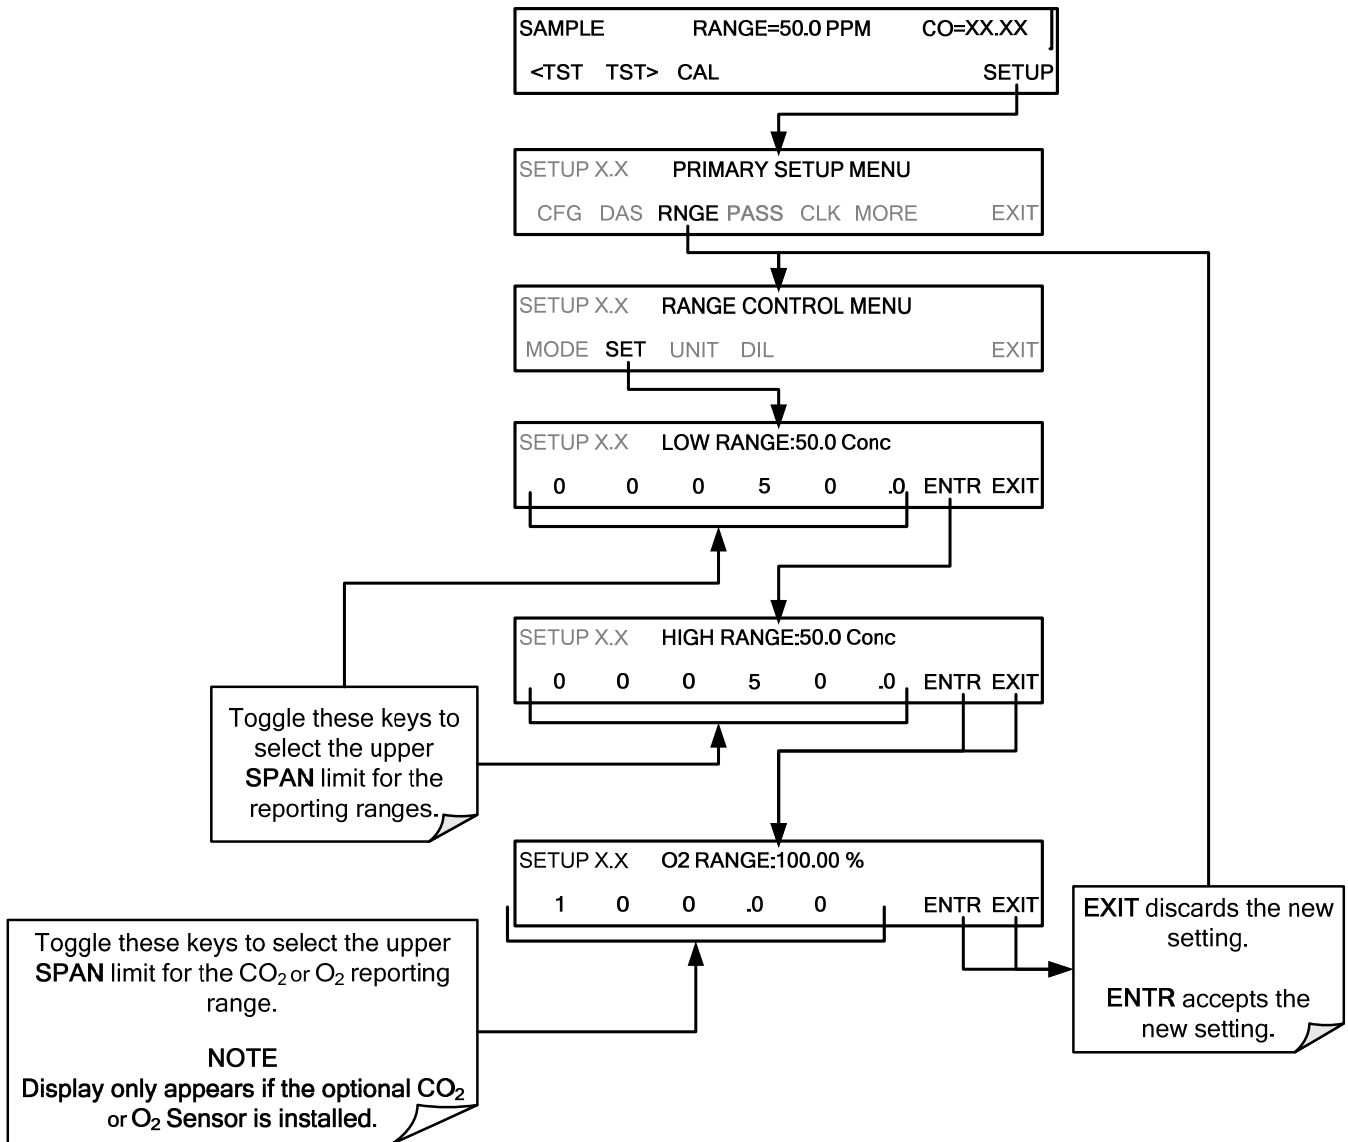 SAMPLE RANGE=50.0 PPM CO=XX.XX
<TST TST> CAL SETUP
SETUP X.X PRIMARY SETUP MENU
CFG DAS RNGE PASS CLK MORE EXIT
SETUP X.X RANGE CONTROL MENU
MODE SET UNIT DIL EXIT
SETUP X.X LOW RANGE:50.0 Conc
0 0 0 5 0 .0 ENTR EXIT
SETUP X.X HIGH RANGE:50.0 Conc
0 0 0 5 0 .0 ENTR EXIT
Toggle these keys to
select the upper
SPAN limit for the
reporting ranges.
SETUP X.X O2 RANGE:100.00 %
1 0 0 .0 0 ENTR EXIT
EXIT discards the new
setting.
ENTR accepts the
new setting.
Toggle these keys to select the upper
SPAN limit for the CO₂ or O₂ reporting
range.
NOTE
Display only appears if the optional CO₂
or O₂ Sensor is installed.